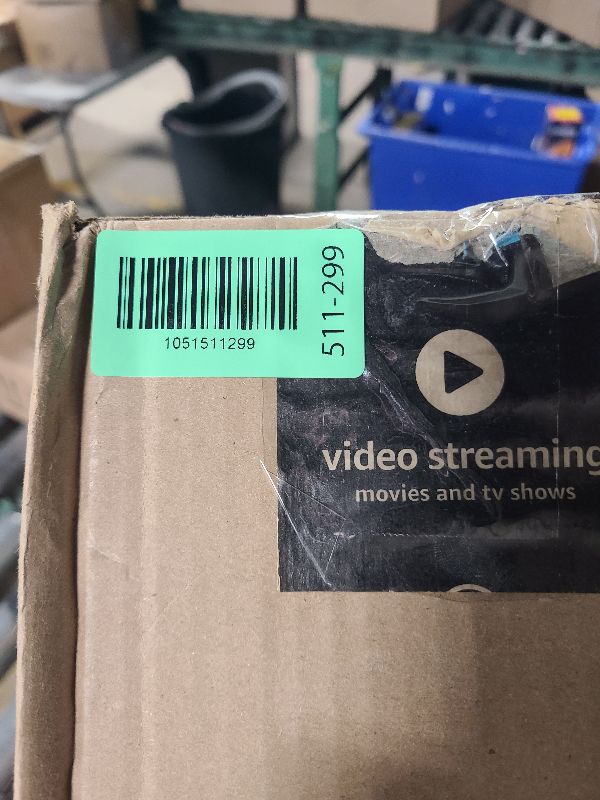 1051511299
511-299
video streaming
movies and tv shows